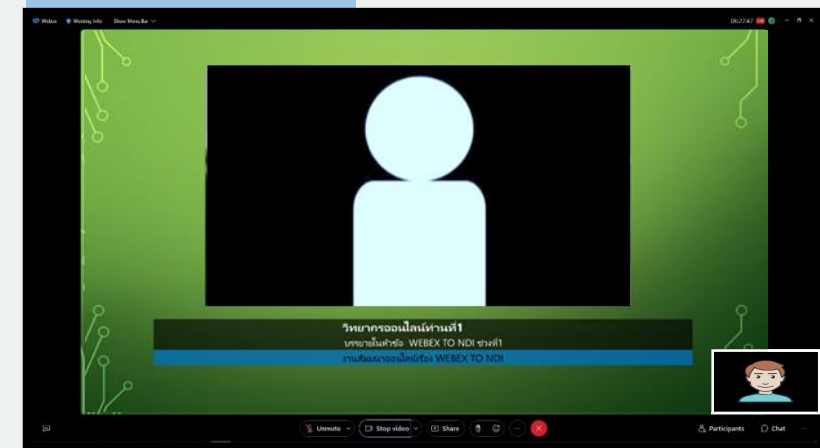 Webex Meeting Info Show Menu Bar
06:22:47
วิทยากรออนไลน์ท่านที่1
บรรยายในหัวข้อ WEBEX TO NDI ช่วงที่1
งานสัมมนาออนไลน์เรื่อง WEBEX TO NDI
Unmute Stop video Share Participants Chat